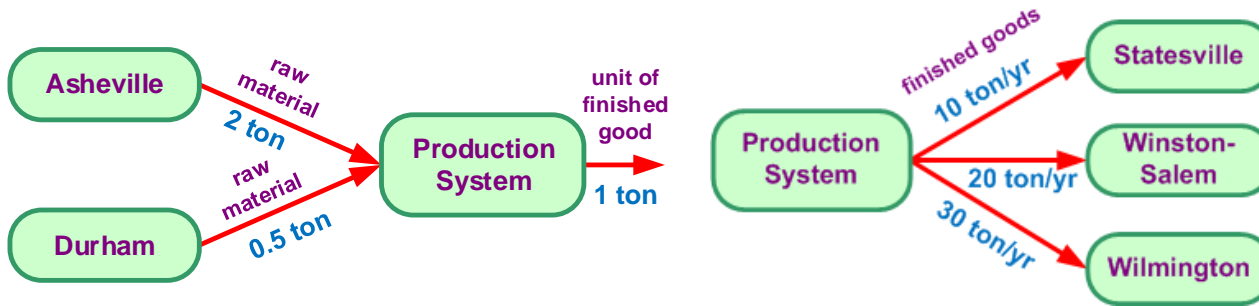 Asheville
raw
material
2 ton
raw
material
0.5 ton
Durham
Production
System
unit of
finished
good
1 ton
Production
System
finished goods
10 ton/yr
20 ton/yr
30 ton/yr
Statesville
Winston-
Salem
Wilmington